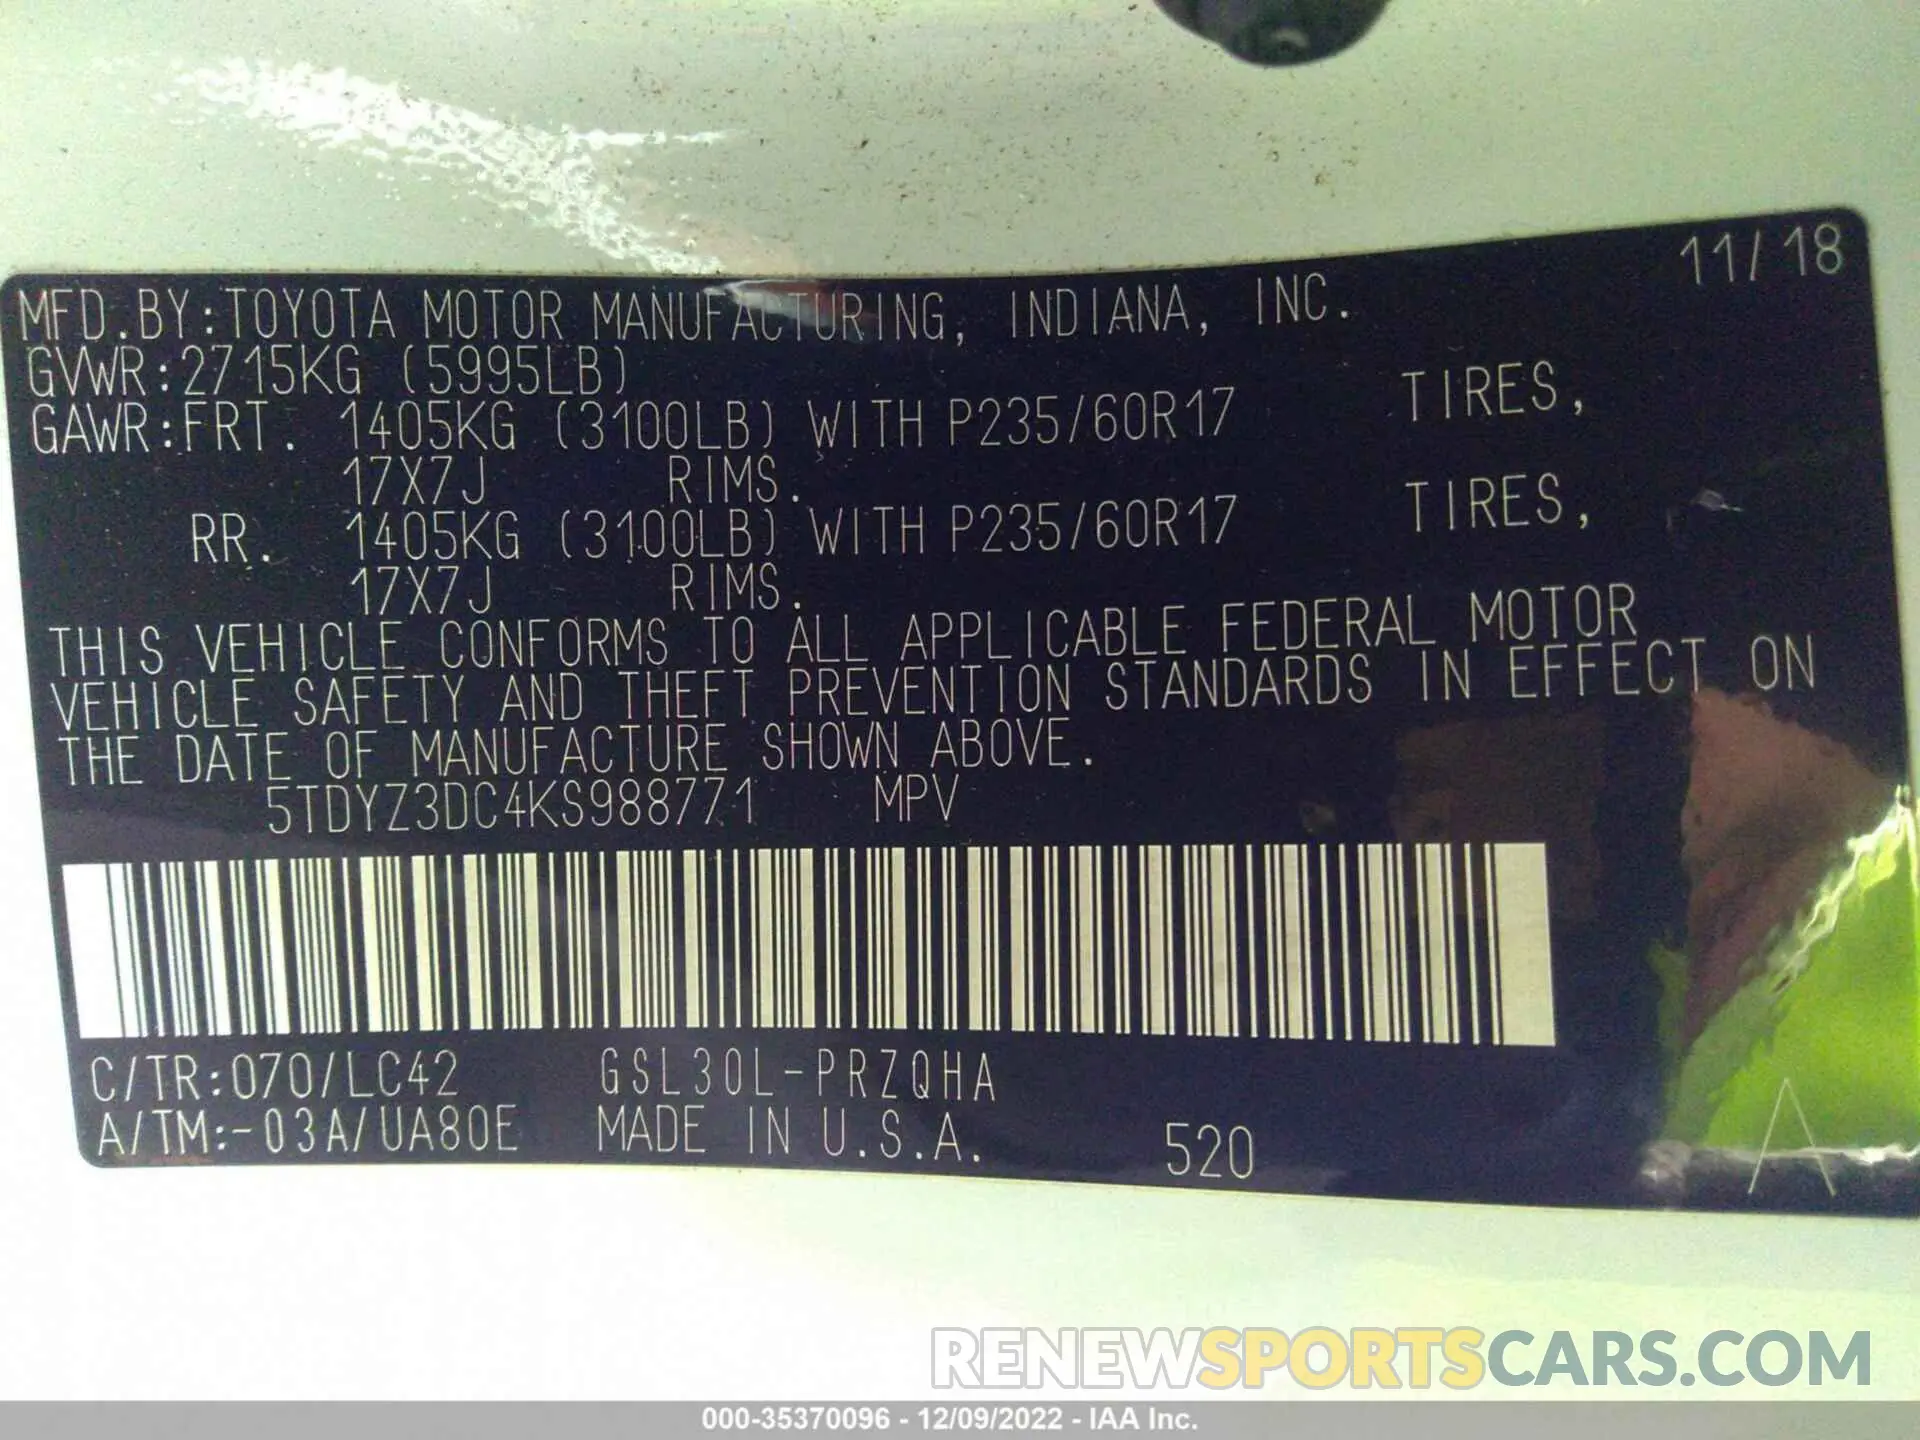 11/18
MFD.BY:TOYOTA MOTOR MANUFACTURING, INDIANA, INC.
GVWR:2715KG (5995LB)
GAWR:FRT. 1405KG (3100LB) WITH P235/60R17 TIRES,
17X7J RIMS.
RR. 1405KG (3100LB) WITH P235/60R17 TIRES,
17X7J RIMS.
THIS VEHICLE CONFORMS TO ALL APPLICABLE FEDERAL MOTOR
VEHICLE SAFETY AND THEFT PREVENTION STANDARDS IN EFFECT ON
THE DATE OF MANUFACTURE SHOWN ABOVE.
5TDYZ3DC4KS988771 MPV
C/TR:070/LC42 GSL30L-PRZQHA
A/TM:-03A/UA80E MADE IN U.S.A. 520 A
RENEWSPORTSCARS.COM
000-35370096 - 12/09/2022 - IAA Inc.